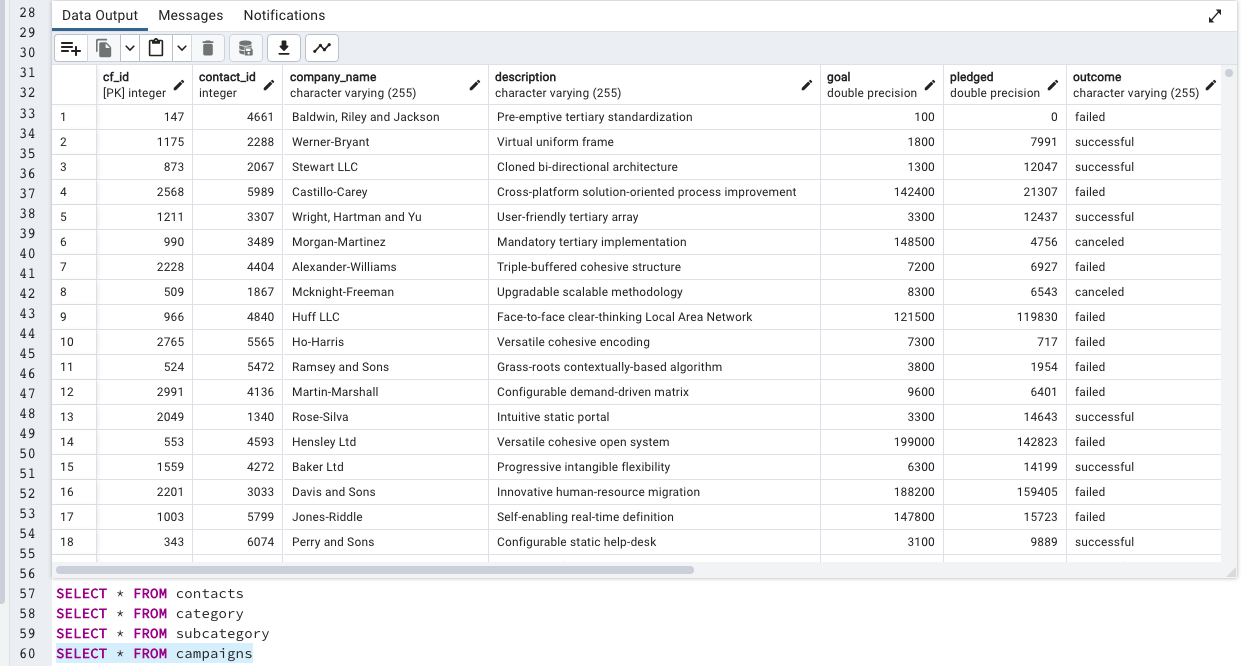 28
29
30
31
32
33
34
35
36
37
38
39
40
41
42
43
44
45
46
47
48
49
50
51
52
53
54
55
56
Data Output Messages Notifications
cf_id contact_id company_name description goal pledged outcome
[PK] integer integer character varying (255) character varying (255) double precision double precision character varying (255)
1 147 4661 Baldwin, Riley and Jackson Pre-emptive tertiary standardization 100 0 failed
2 1175 2288 Werner-Bryant Virtual uniform frame 1800 7991 successful
3 873 2067 Stewart LLC Cloned bi-directional architecture 1300 12047 successful
4 2568 5989 Castillo-Carey Cross-platform solution-oriented process improvement 142400 21307 failed
5 1211 3307 Wright, Hartman and Yu User-friendly tertiary array 3300 12437 successful
6 990 3489 Morgan-Martinez Mandatory tertiary implementation 148500 4756 canceled
7 2228 4404 Alexander-Williams Triple-buffered cohesive structure 7200 6927 failed
8 509 1867 Mcknight-Freeman Upgradable scalable methodology 8300 6543 canceled
9 966 4840 Huff LLC Face-to-face clear-thinking Local Area Network 121500 119830 failed
10 2765 5565 Ho-Harris Versatile cohesive encoding 7300 717 failed
11 524 5472 Ramsey and Sons Grass-roots contextually-based algorithm 3800 1954 failed
12 2991 4136 Martin-Marshall Configurable demand-driven matrix 9600 6401 failed
13 2049 1340 Rose-Silva Intuitive static portal 3300 14643 successful
14 553 4593 Hensley Ltd Versatile cohesive open system 199000 142823 failed
15 1559 4272 Baker Ltd Progressive intangible flexibility 6300 14199 successful
16 2201 3033 Davis and Sons Innovative human-resource migration 188200 159405 failed
17 1003 5799 Jones-Riddle Self-enabling real-time definition 147800 15723 failed
18 343 6074 Perry and Sons Configurable static help-desk 3100 9889 successful
57 SELECT * FROM contacts
58 SELECT * FROM category
59 SELECT * FROM subcategory
60 SELECT * FROM campaigns